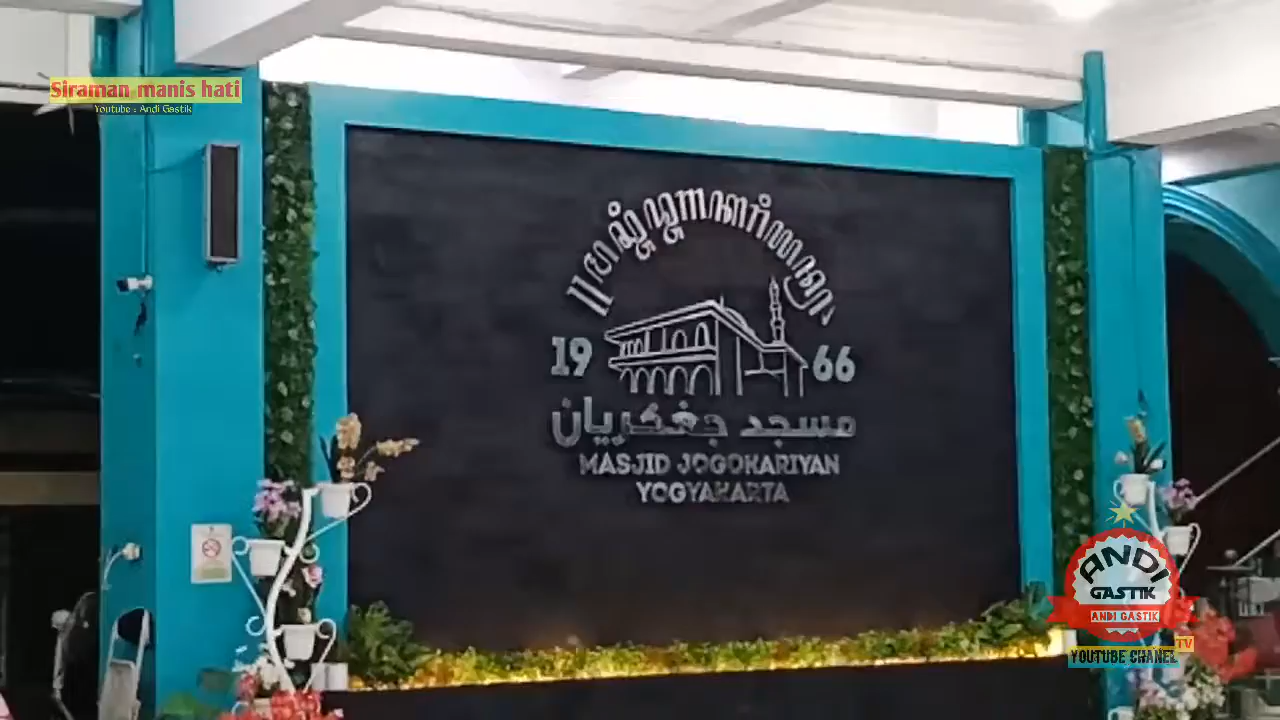 Siraman manis hati
Youtube : Andi Gastik
19 66
مسجد جغكريان
MASJID JOGOKARIYAN
YOGYAKARTA
ANDI
GASTIK
ANDI GASTIK
TV
YOUTUBE CHANEL